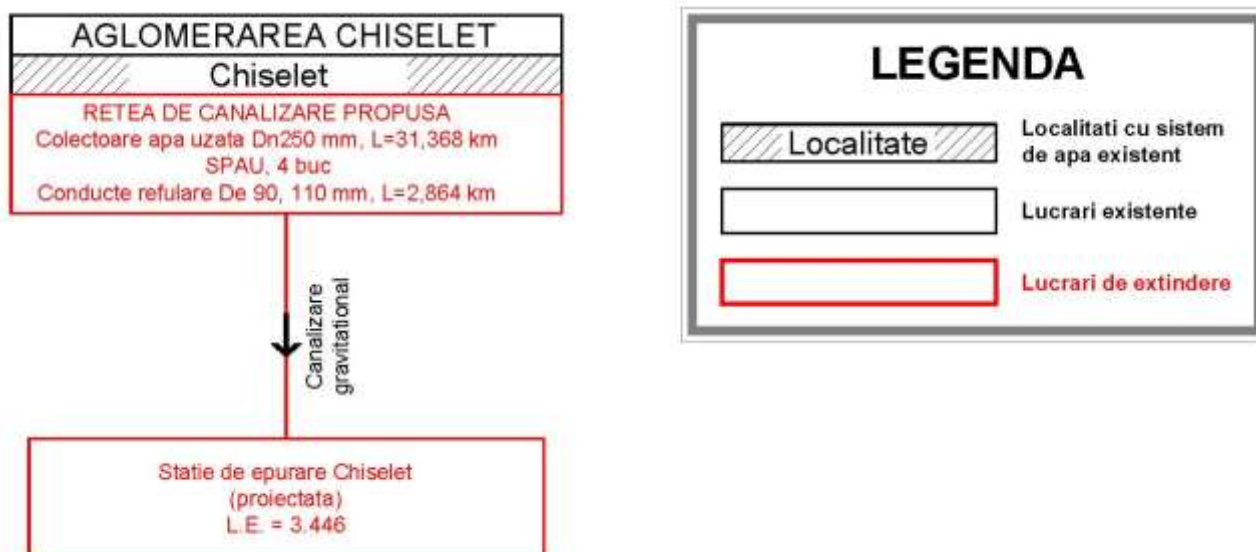 AGLOMERAREA CHISELET
Chiselet
RETEA DE CANALIZARE PROPUSA
Colectoare apa uzata Dn250 mm, L=31,368 km
SPAU, 4 buc
Conducte refulare De 90, 110 mm, L=2,864 km
Canalizare
gravitational
Statie de epurare Chiselet
(proiectata)
L.E. = 3.446
LEGENDA
Localitate
Localitati cu sistem
de apa existent
Lucrari existente
Lucrari de extindere